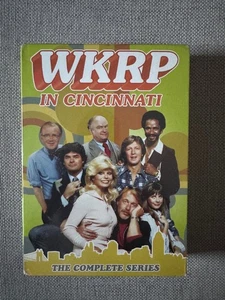 WKRP
IN CINCINNATI
THE COMPLETE SERIES